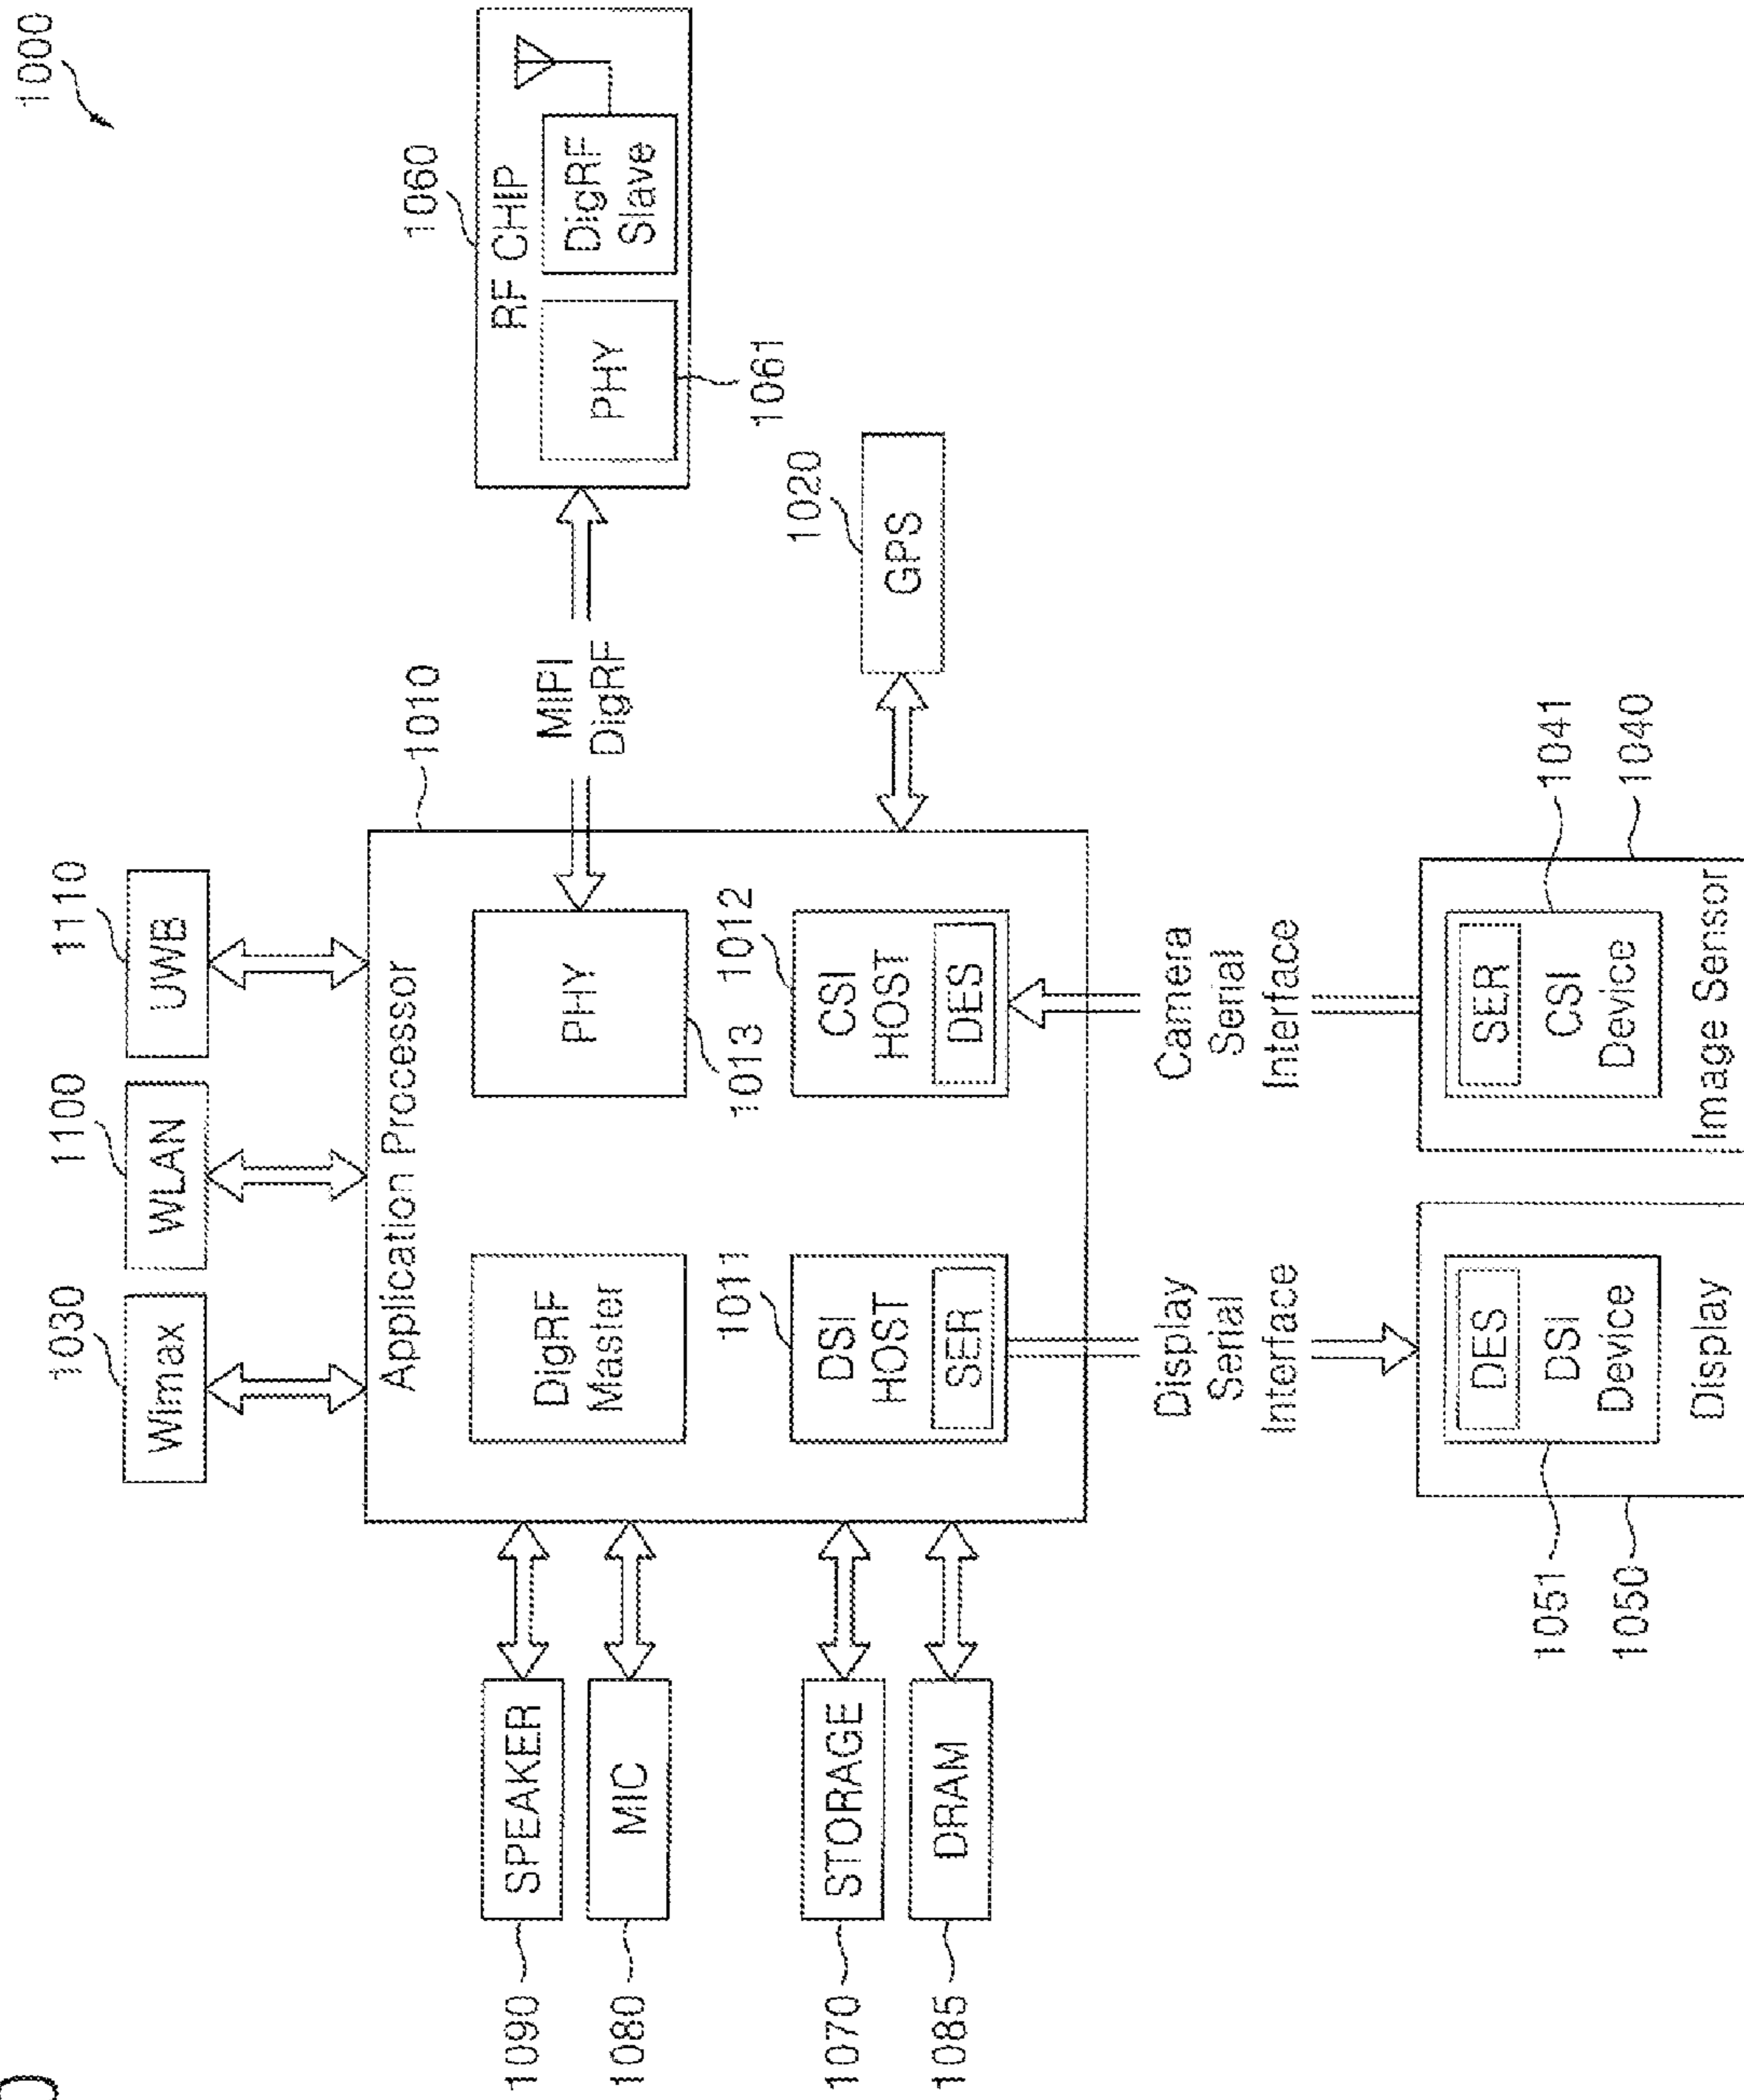 1000
1030
1100
1110
Wimax
WLAN
UWB
Application Processor
1010
1060
RF CHIP
1090
SPEAKER
DigRF
Master
PHY
MIPI
DigRF
PHY
DigRF
Slave
1080
MIC
1011
1013
1012
1061
1020
1070
STORAGE
DSI
HOST
SER
CSI
HOST
DES
GPS
1085
DRAM
Display
Serial
Interface
Camera
Serial
Interface
1051
DES
DSI
Device
SER
CSI
Device
1041
1050
Display
Image Sensor
1040